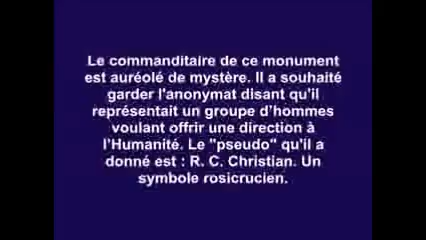 Le commanditaire de ce monument
est auréolé de mystère. Il a souhaité
garder l'anonymat disant qu'il
représentait un groupe d'hommes
voulant offrir une direction à
l'Humanité. Le "pseudo" qu'il a
donné est : R. C. Christian. Un
symbole rosicrucien.